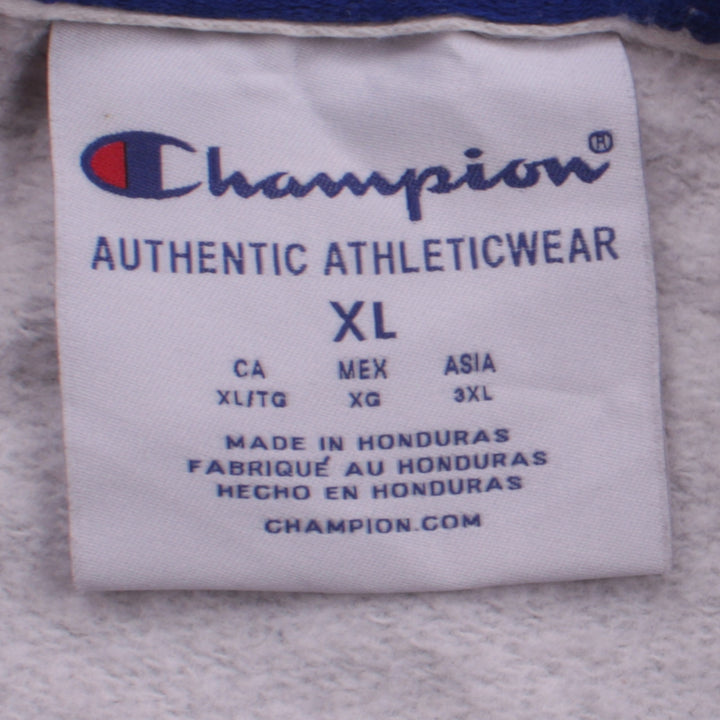 Champion®
AUTHENTIC ATHLETICWEAR
XL
CA MEX ASIA
XL/TG XG 3XL
MADE IN HONDURAS
FABRIQUÉ AU HONDURAS
HECHO EN HONDURAS
CHAMPION.COM